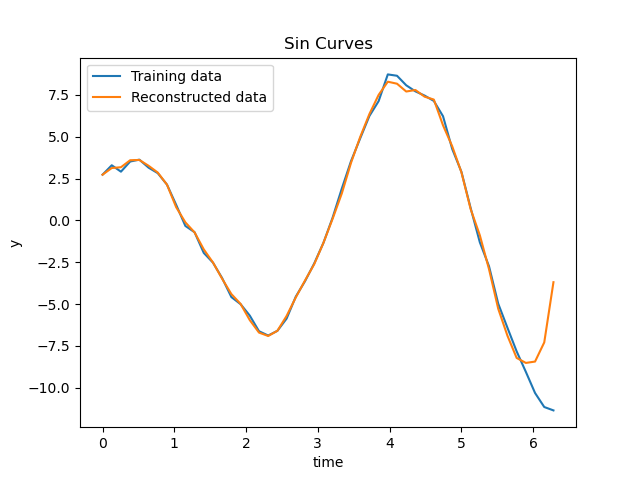 Sin Curves
Training data
Reconstructed data
7.5
5.0
2.5
0.0
−2.5
−5.0
−7.5
−10.0
y
0 1 2 3 4 5 6
time